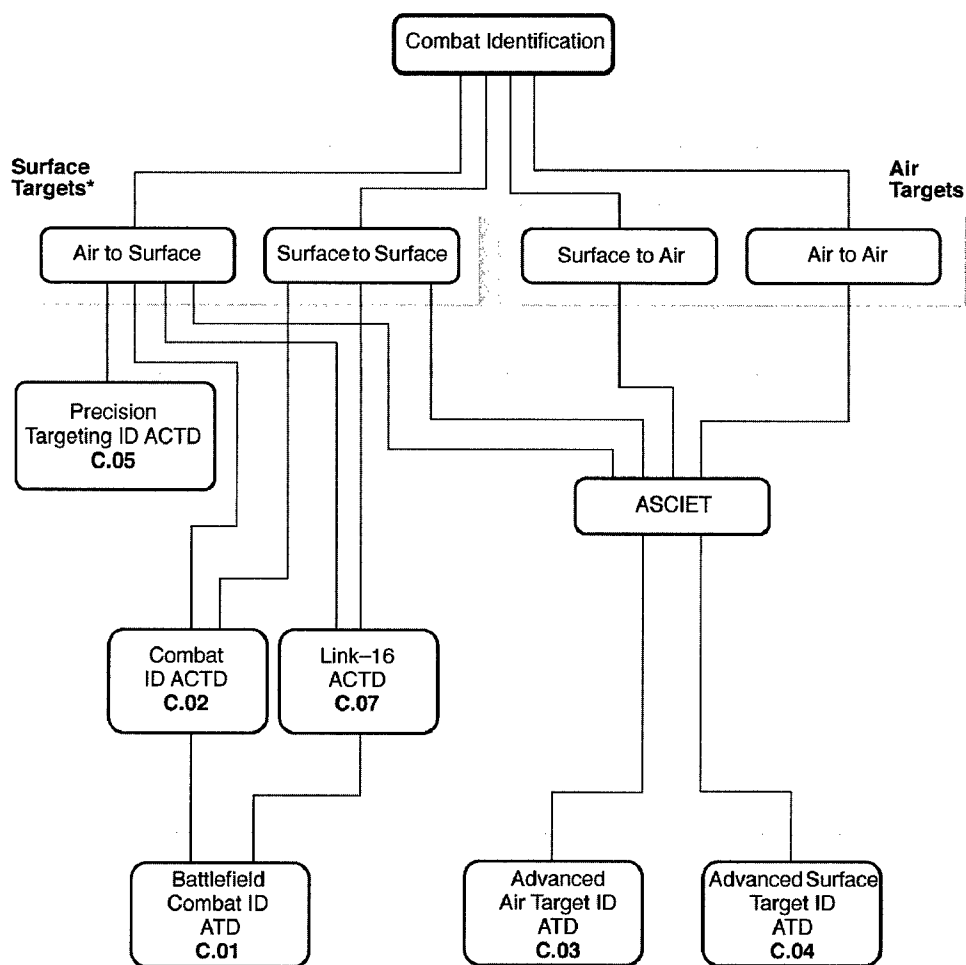 Combat Identification
Surface
Targets*
Air
Targets
Air to Surface
Surface to Surface
Surface to Air
Air to Air
Precision
Targeting ID ACTD
C.05
ASCIET
Combat
ID ACTD
C.02
Link–16
ACTD
C.07
Battlefield
Combat ID
ATD
C.01
Advanced
Air Target ID
ATD
C.03
Advanced Surface
Target ID
ATD
C.04